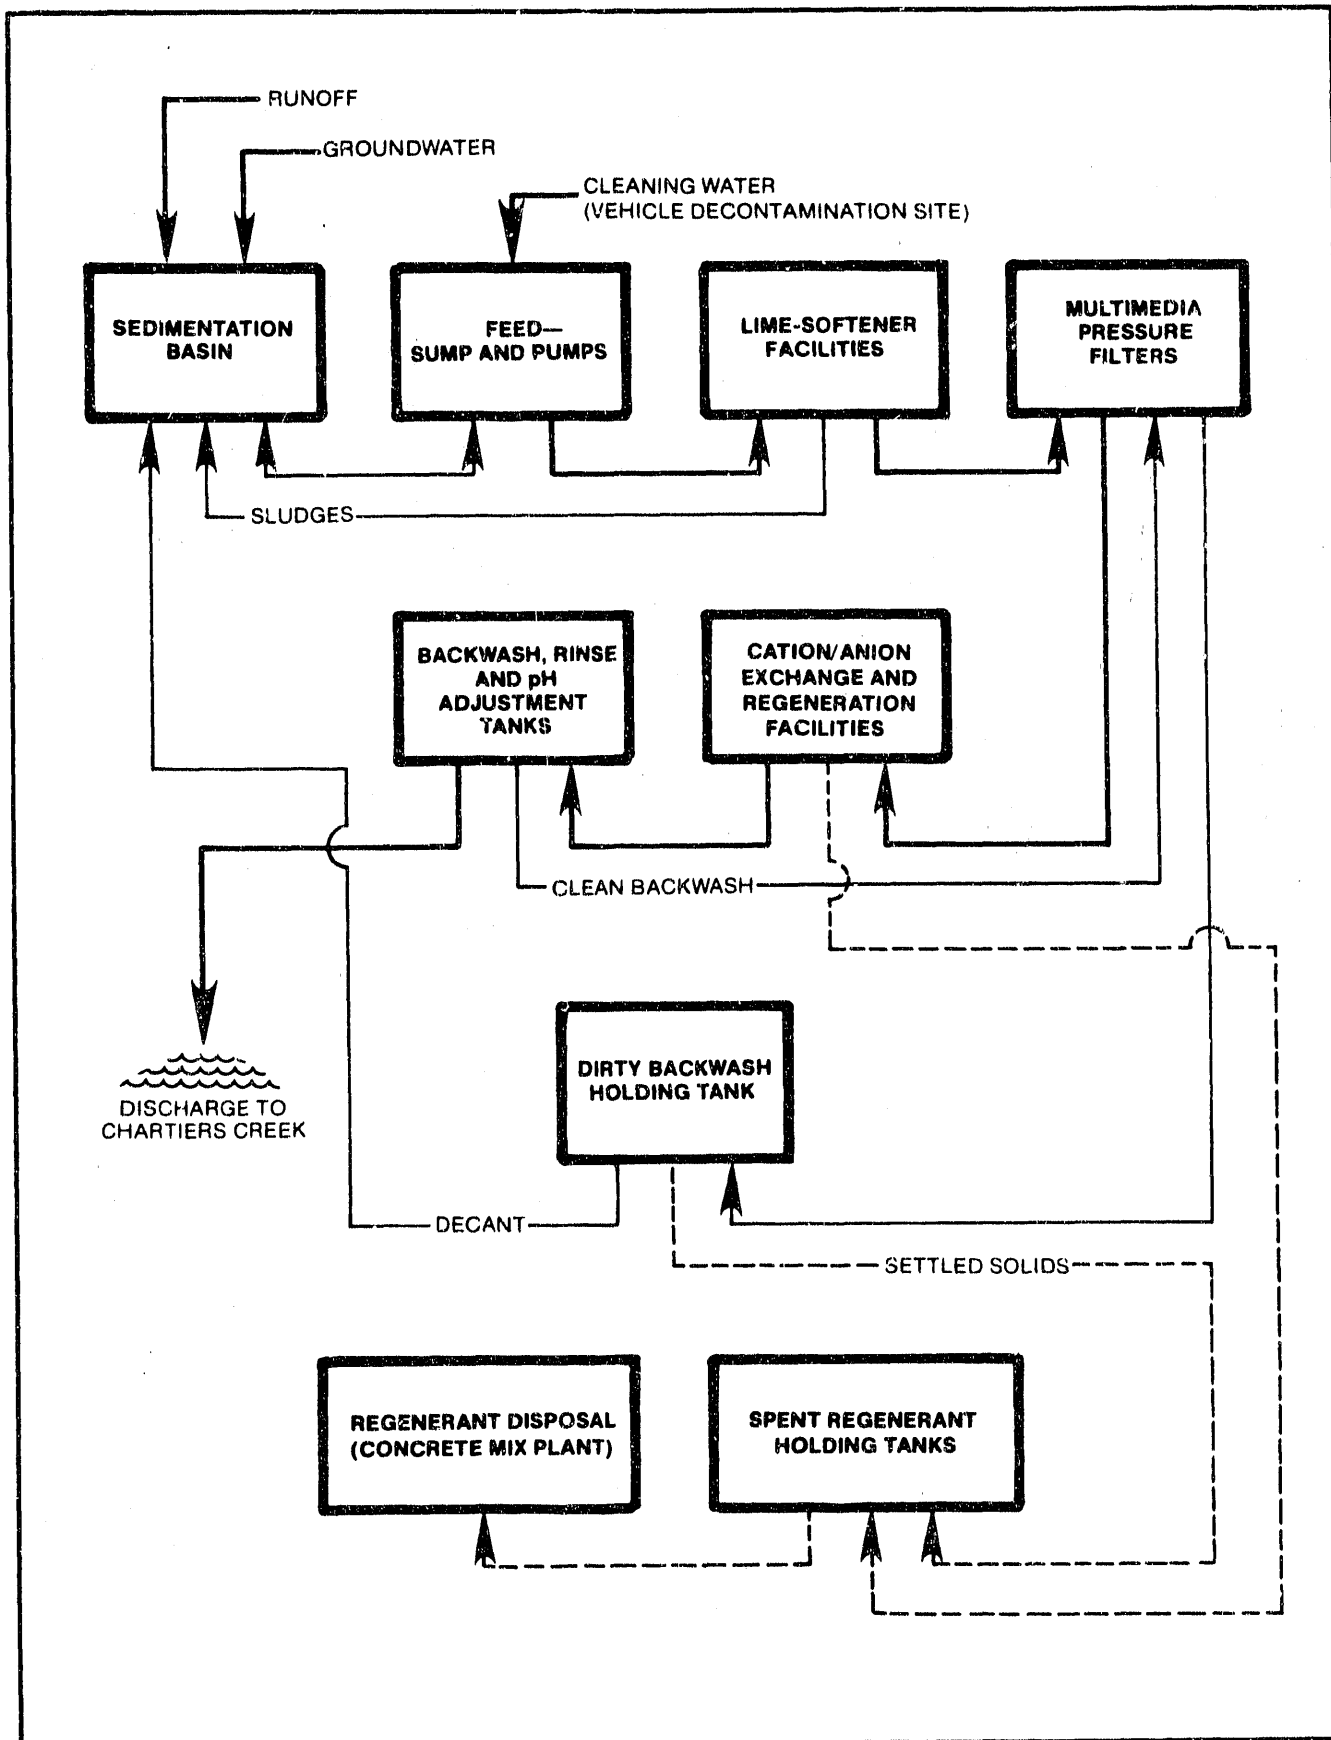 RUNOFF
GROUNDWATER
CLEANING WATER
(VEHICLE DECONTAMINATION SITE)
SEDIMENTATION
BASIN
FEED—
SUMP AND PUMPS
LIME-SOFTENER
FACILITIES
MULTIMEDIA
PRESSURE
FILTERS
SLUDGES
BACKWASH, RINSE
AND pH
ADJUSTMENT
TANKS
CATION/ANION
EXCHANGE AND
REGENERATION
FACILITIES
CLEAN BACKWASH
DIRTY BACKWASH
HOLDING TANK
DISCHARGE TO
CHARTIERS CREEK
DECANT
SETTLED SOLIDS
REGENERANT DISPOSAL
(CONCRETE MIX PLANT)
SPENT REGENERANT
HOLDING TANKS